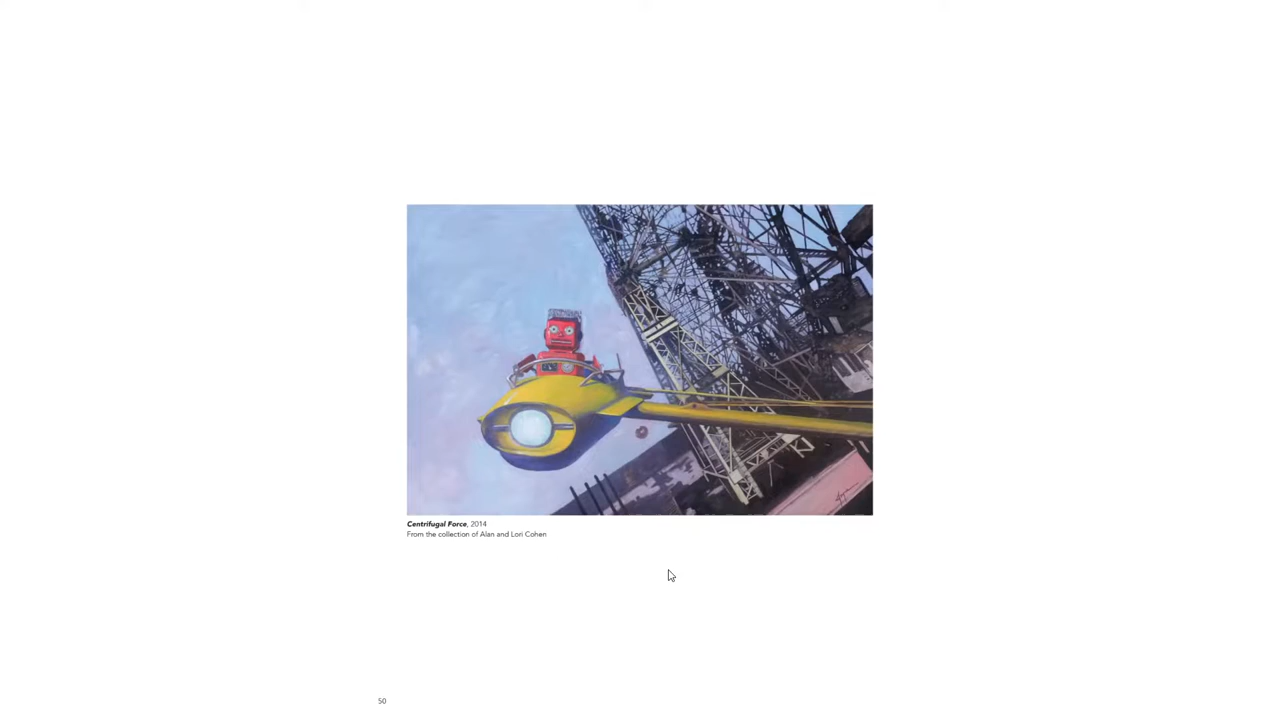 Centrifugal Force, 2014
From the collection of Alan and Lori Cohen
50